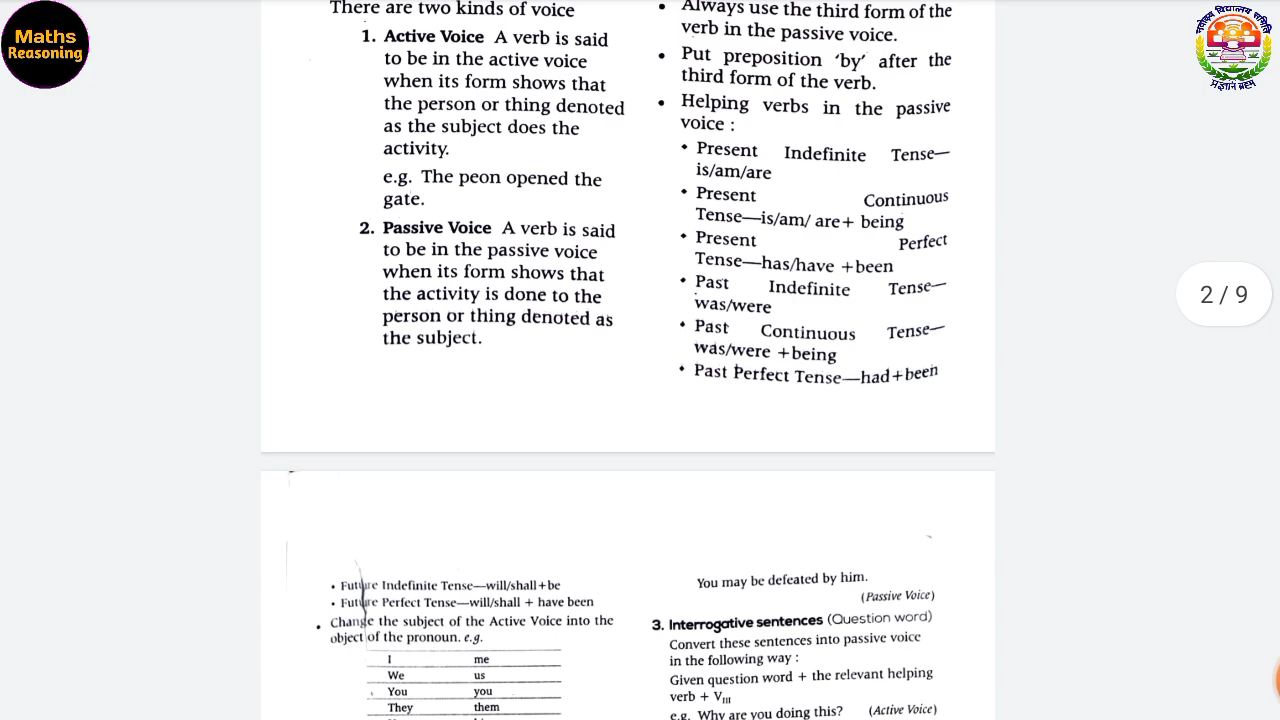 Maths
Reasoning
There are two kinds of voice
1. Active Voice A verb is said
to be in the active voice
when its form shows that
the person or thing denoted
as the subject does the
activity.
e.g. The peon opened the
gate.
2. Passive Voice A verb is said
to be in the passive voice
when its form shows that
the activity is done to the
person or thing denoted as
the subject.
• Always use the third form of the
verb in the passive voice.
• Put preposition ‘by’ after the
third form of the verb.
• Helping verbs in the passive
voice :
• Present Indefinite Tense—
is/am/are
• Present Continuous
Tense—is/am/ are+ being
• Present Perfect
Tense—has/have +been
• Past Indefinite Tense—
was/were
• Past Continuous Tense—
was/were +being
• Past Perfect Tense—had+been
नवोदय विद्यालय समिति
प्रज्ञानं ब्रह्म
2 / 9
• Future Indefinite Tense—will/shall+be
• Future Perfect Tense—will/shall + have been
• Change the subject of the Active Voice into the
object of the pronoun. e.g.
I me
We us
You you
They them
You may be defeated by him.
(Passive Voice)
3. Interrogative sentences (Question word)
Convert these sentences into passive voice
in the following way :
Given question word + the relevant helping
verb + VIII
e.g. Why are you doing this? (Active Voice)